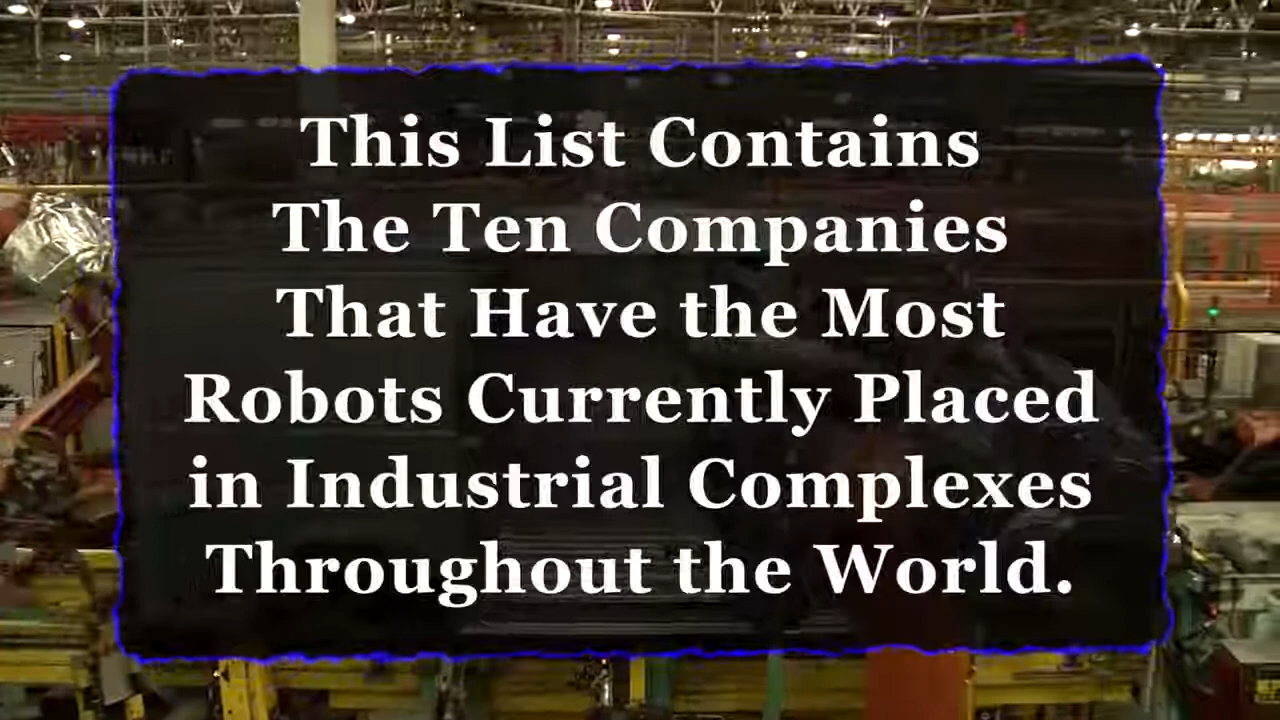 This List Contains
The Ten Companies
That Have the Most
Robots Currently Placed
in Industrial Complexes
Throughout the World.